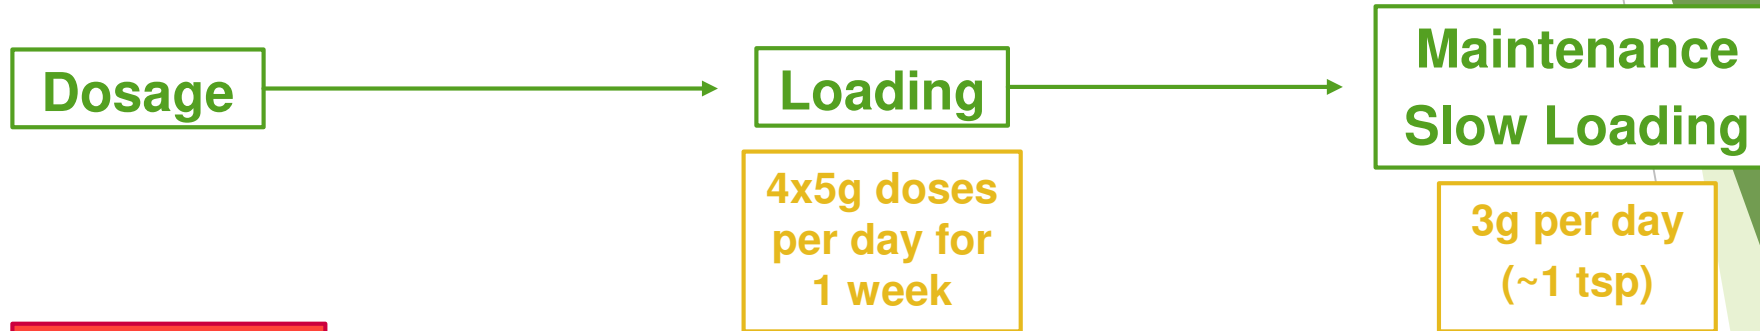 Dosage
Loading
Maintenance
Slow Loading
4x5g doses
per day for
1 week
3g per day
(~1 tsp)